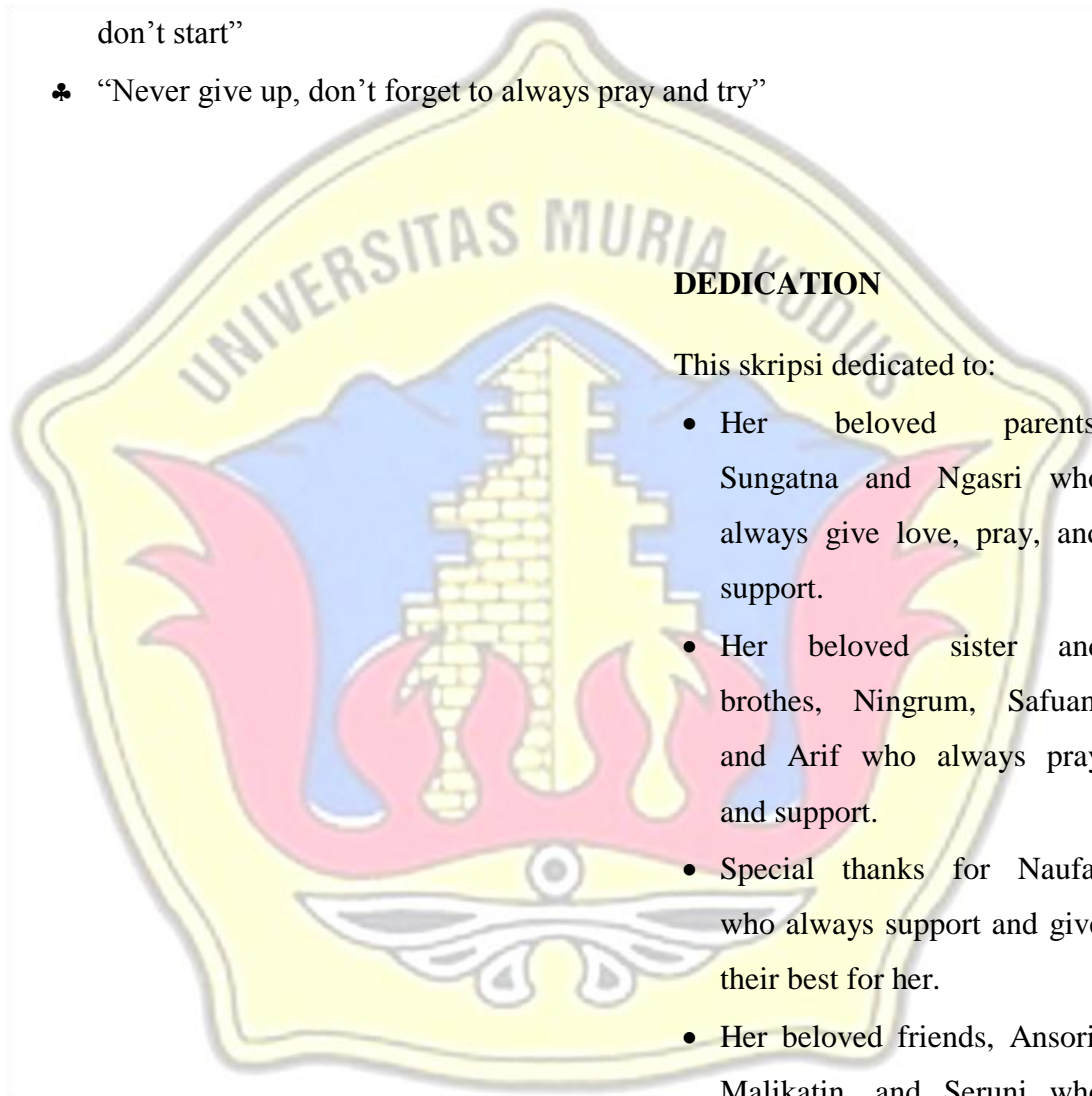 don’t start”
♣ “Never give up, don’t forget to always pray and try”
UNIVERSITAS MURIA KUDUS
DEDICATION
This skripsi dedicated to:
• Her beloved parents
Sungatna and Ngasri who
always give love, pray, and
support.
• Her beloved sister and
brothes, Ningrum, Safuan
and Arif who always pray
and support.
• Special thanks for Naufa
who always support and give
their best for her.
• Her beloved friends, Ansori
Malikatin, and Seruni who